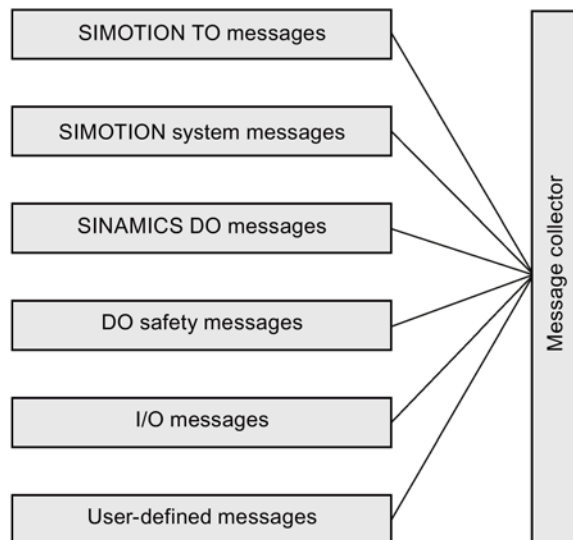 SIMOTION TO messages
SIMOTION system messages
SINAMICS DO messages
DO safety messages
I/O messages
User-defined messages
Message collector